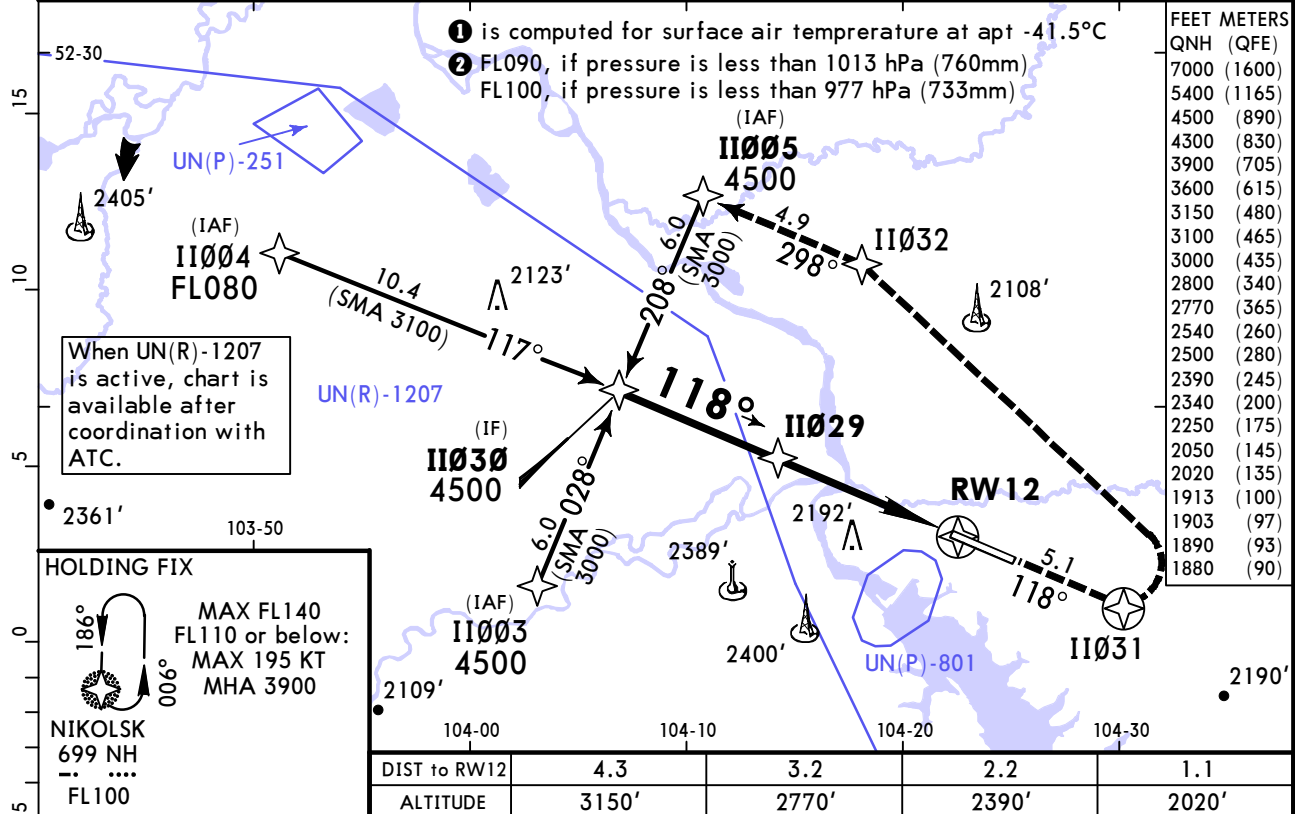 ❶ is computed for surface air temprerature at apt -41.5°C
❷ FL090, if pressure is less than 1013 hPa (760mm)
FL100, if pressure is less than 977 hPa (733mm)
52-30
15
10
5
0
5
UN(P)-251
2405'
(IAF)
IIØØ4
FL080
10.4
(SMA 3100)
117°
2123'
(IAF)
IIØØ5
4500
6.0
(SMA
3000)
208°
4.9
298°
IIØ32
2108'
When UN(R)-1207
is active, chart is
available after
coordination with
ATC.
UN(R)-1207
118°
IIØ29
(IF)
IIØ3Ø
4500
RW12
2361'
103-50
028°
6.0
(SMA
3000)
2192'
2389'
5.1
118°
(IAF)
IIØØ3
4500
2400'
UN(P)-801
IIØ31
2109'
2190'
104-00
104-10
104-20
104-30
HOLDING FIX
186°
006°
MAX FL140
FL110 or below:
MAX 195 KT
MHA 3900
NIKOLSK
699 NH
-. ....
FL100
FEET METERS
QNH (QFE)
7000 (1600)
5400 (1165)
4500 (890)
4300 (830)
3900 (705)
3600 (615)
3150 (480)
3100 (465)
3000 (435)
2800 (340)
2770 (365)
2540 (260)
2500 (280)
2390 (245)
2340 (200)
2250 (175)
2050 (145)
2020 (135)
1913 (100)
1903 (97)
1890 (93)
1880 (90)
DIST to RW12 4.3 3.2 2.2 1.1
ALTITUDE 3150' 2770' 2390' 2020'